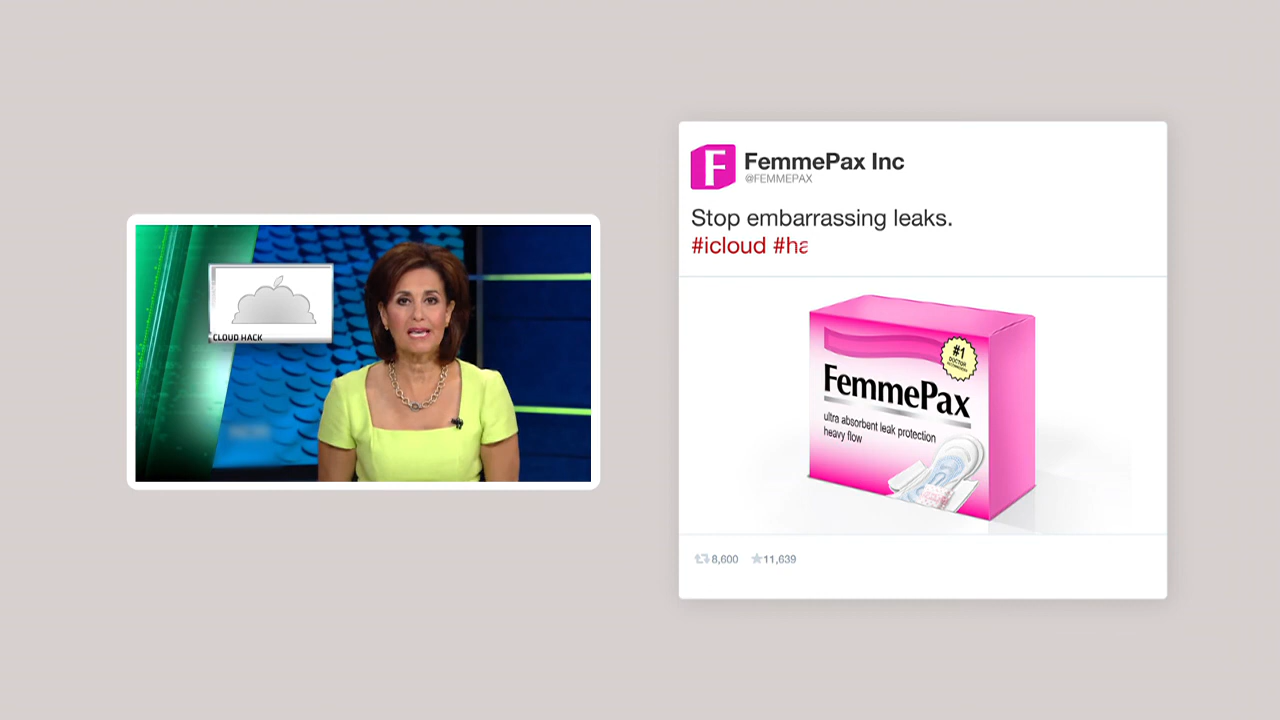 CLOUD HACK
F
FemmePax Inc
@FEMMEPAX
Stop embarrassing leaks.
#icloud #ha
#1
DOCTOR
FemmePax
ultra absorbent leak protection
heavy flow
8,600
11,639